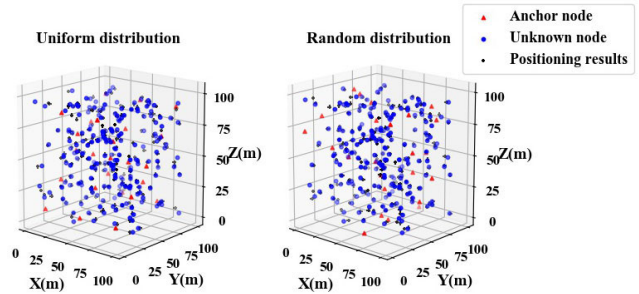 Anchor node
Unknown node
Positioning results
Uniform distribution
Random distribution
100
75
50
25
0
Z(m)
0
25
50
75
100
X(m)
0
25
50
75
100
Y(m)
100
75
50
25
0
Z(m)
0
25
50
75
100
X(m)
0
25
50
75
100
Y(m)